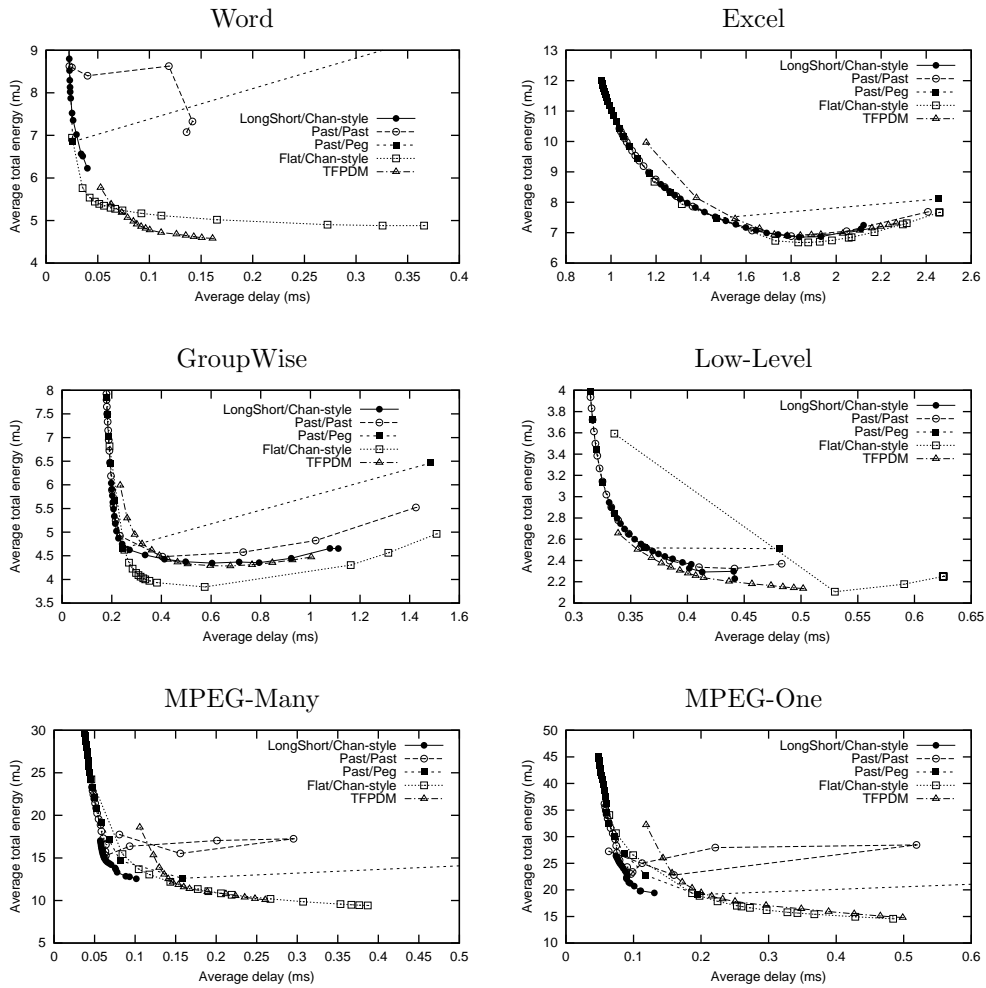 Word
Average total energy (mJ)
9
8
7
6
5
4
0
0.05
0.1
0.15
0.2
0.25
0.3
0.35
0.4
Average delay (ms)
LongShort/Chan-style
Past/Past
Past/Peg
Flat/Chan-style
TFPDM
Excel
Average total energy (mJ)
13
12
11
10
9
8
7
6
0.8
1
1.2
1.4
1.6
1.8
2
2.2
2.4
2.6
Average delay (ms)
LongShort/Chan-style
Past/Past
Past/Peg
Flat/Chan-style
TFPDM
GroupWise
Average total energy (mJ)
8
7.5
7
6.5
6
5.5
5
4.5
4
3.5
0
0.2
0.4
0.6
0.8
1
1.2
1.4
1.6
Average delay (ms)
LongShort/Chan-style
Past/Past
Past/Peg
Flat/Chan-style
TFPDM
Low-Level
Average total energy (mJ)
4
3.8
3.6
3.4
3.2
3
2.8
2.6
2.4
2.2
2
0.3
0.35
0.4
0.45
0.5
0.55
0.6
0.65
Average delay (ms)
LongShort/Chan-style
Past/Past
Past/Peg
Flat/Chan-style
TFPDM
MPEG-Many
Average total energy (mJ)
30
25
20
15
10
5
0
0.05
0.1
0.15
0.2
0.25
0.3
0.35
0.4
0.45
0.5
Average delay (ms)
LongShort/Chan-style
Past/Past
Past/Peg
Flat/Chan-style
TFPDM
MPEG-One
Average total energy (mJ)
50
45
40
35
30
25
20
15
10
0
0.1
0.2
0.3
0.4
0.5
0.6
Average delay (ms)
LongShort/Chan-style
Past/Past
Past/Peg
Flat/Chan-style
TFPDM